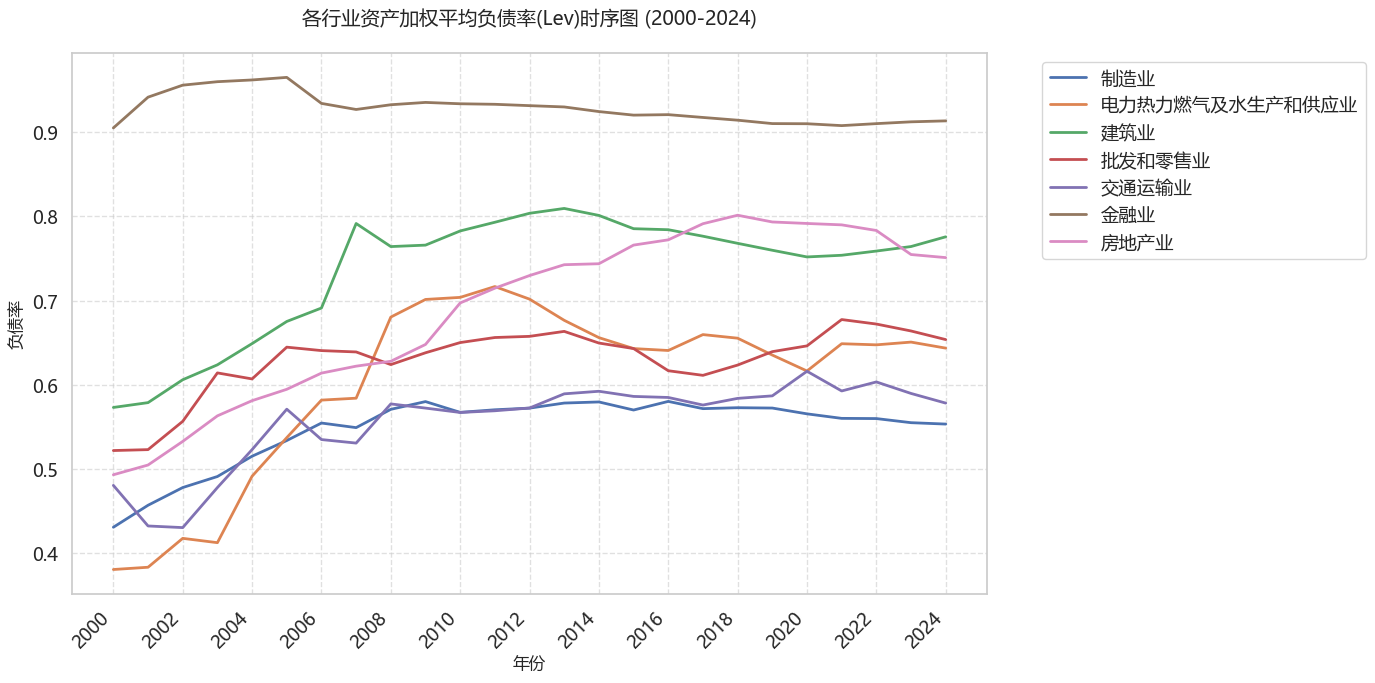 各行业资产加权平均负债率(Lev)时序图 (2000-2024)
制造业
电力热力燃气及水生产和供应业
建筑业
批发和零售业
交通运输业
金融业
房地产业
负债率
0.9
0.8
0.7
0.6
0.5
0.4
2000
2002
2004
2006
2008
2010
2012
2014
2016
2018
2020
2022
2024
年份